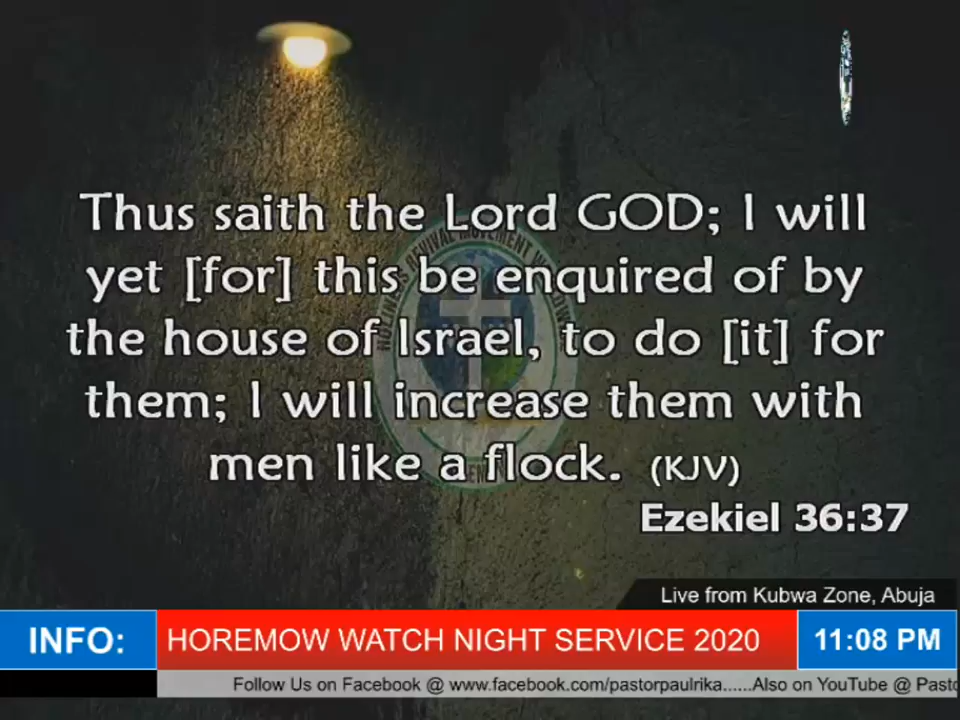 Thus saith the Lord GOD; I will
yet [for] this be enquired of by
the house of Israel, to do [it] for
them; I will increase them with
men like a flock. (KJV)
Ezekiel 36:37
Live from Kubwa Zone, Abuja
INFO: HOREMOW WATCH NIGHT SERVICE 2020 11:08 PM
Follow Us on Facebook @ www.facebook.com/pastorpaulrika......Also on YouTube @ Pasto